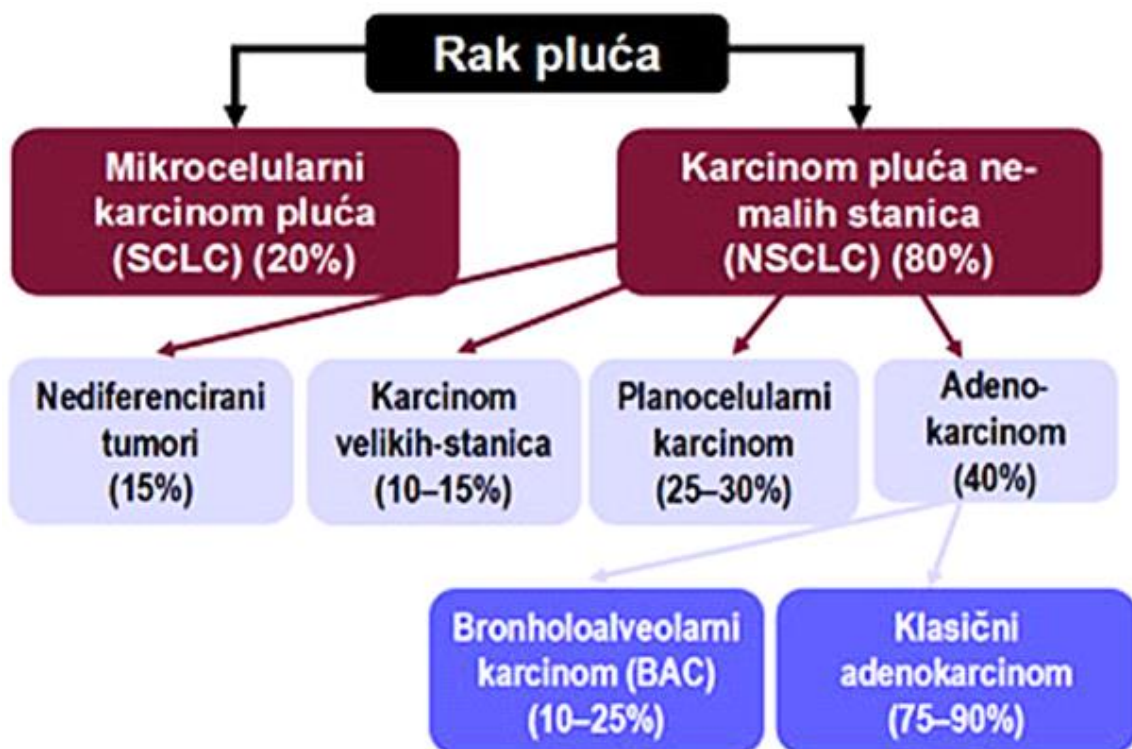 Rak pluća
Mikrocelularni
karcinom pluća
(SCLC) (20%)
Karcinom pluća ne-
malih stanica
(NSCLC) (80%)
Nediferencirani
tumori
(15%)
Karcinom
velikih-stanica
(10–15%)
Planocelularni
karcinom
(25–30%)
Adeno-
karcinom
(40%)
Bronholoalveolarni
karcinom (BAC)
(10–25%)
Klasični
adenokarcinom
(75–90%)